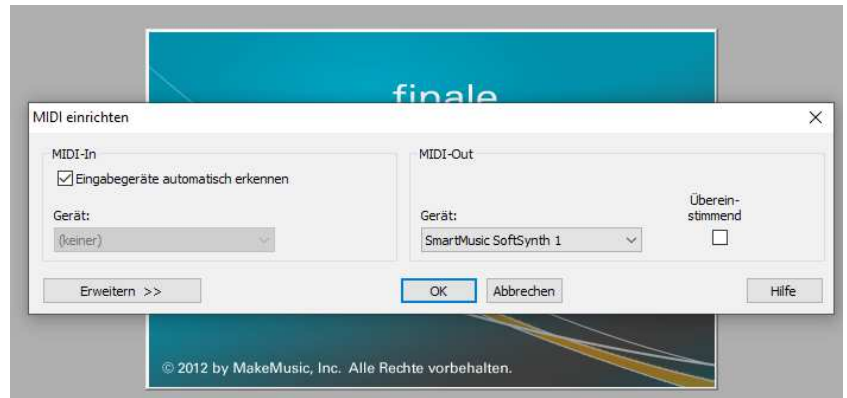 finale
MIDI einrichten
MIDI-In
Eingabegeräte automatisch erkennen
Gerät:
(keiner)
MIDI-Out
Gerät:
SmartMusic SoftSynth 1
Überein-
stimmend
Erweitern >>
OK
Abbrechen
Hilfe
© 2012 by MakeMusic, Inc. Alle Rechte vorbehalten.